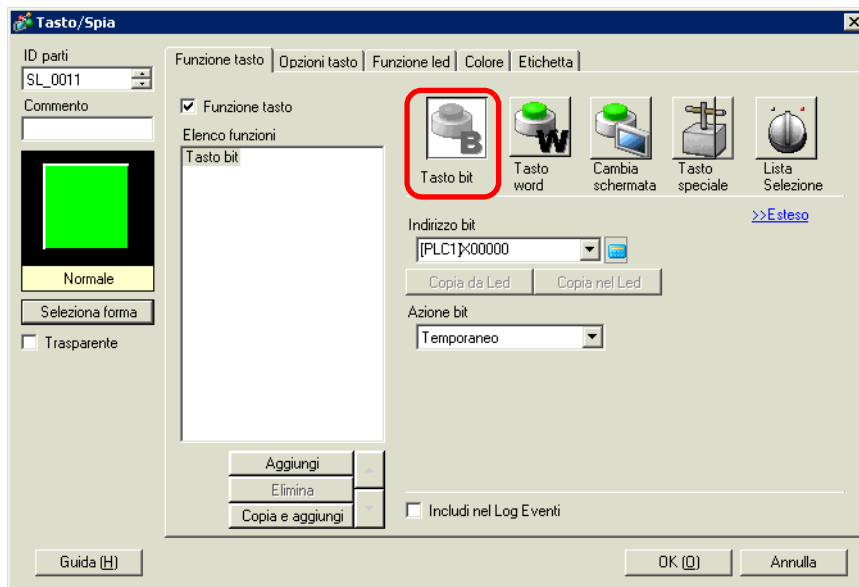 Tasto/Spia
ID parti
SL_0011
Commento
Normale
Seleziona forma
Trasparente
Funzione tasto
Opzioni tasto
Funzione led
Colore
Etichetta
Funzione tasto
Elenco funzioni
Tasto bit
Aggiungi
Elimina
Copia e aggiungi
B
Tasto bit
W
Tasto
word
Cambia
schermata
Tasto
speciale
Lista
Selezione
>>Esteso
Indirizzo bit
[PLC1]X00000
Copia da Led
Copia nel Led
Azione bit
Temporaneo
Includi nel Log Eventi
Guida (H)
OK (O)
Annulla